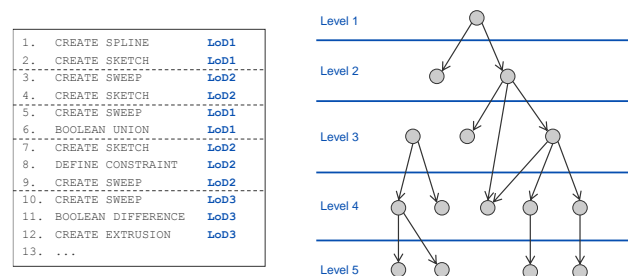 1. CREATE SPLINE LoD1
2. CREATE SKETCH LoD1
3. CREATE SWEEP LoD2
4. CREATE SKETCH LoD2
5. CREATE SWEEP LoD1
6. BOOLEAN UNION LoD1
7. CREATE SKETCH LoD2
8. DEFINE CONSTRAINT LoD2
9. CREATE SWEEP LoD2
10. CREATE SWEEP LoD3
11. BOOLEAN DIFFERENCE LoD3
12. CREATE EXTRUSION LoD3
13. ...
Level 1
Level 2
Level 3
Level 4
Level 5